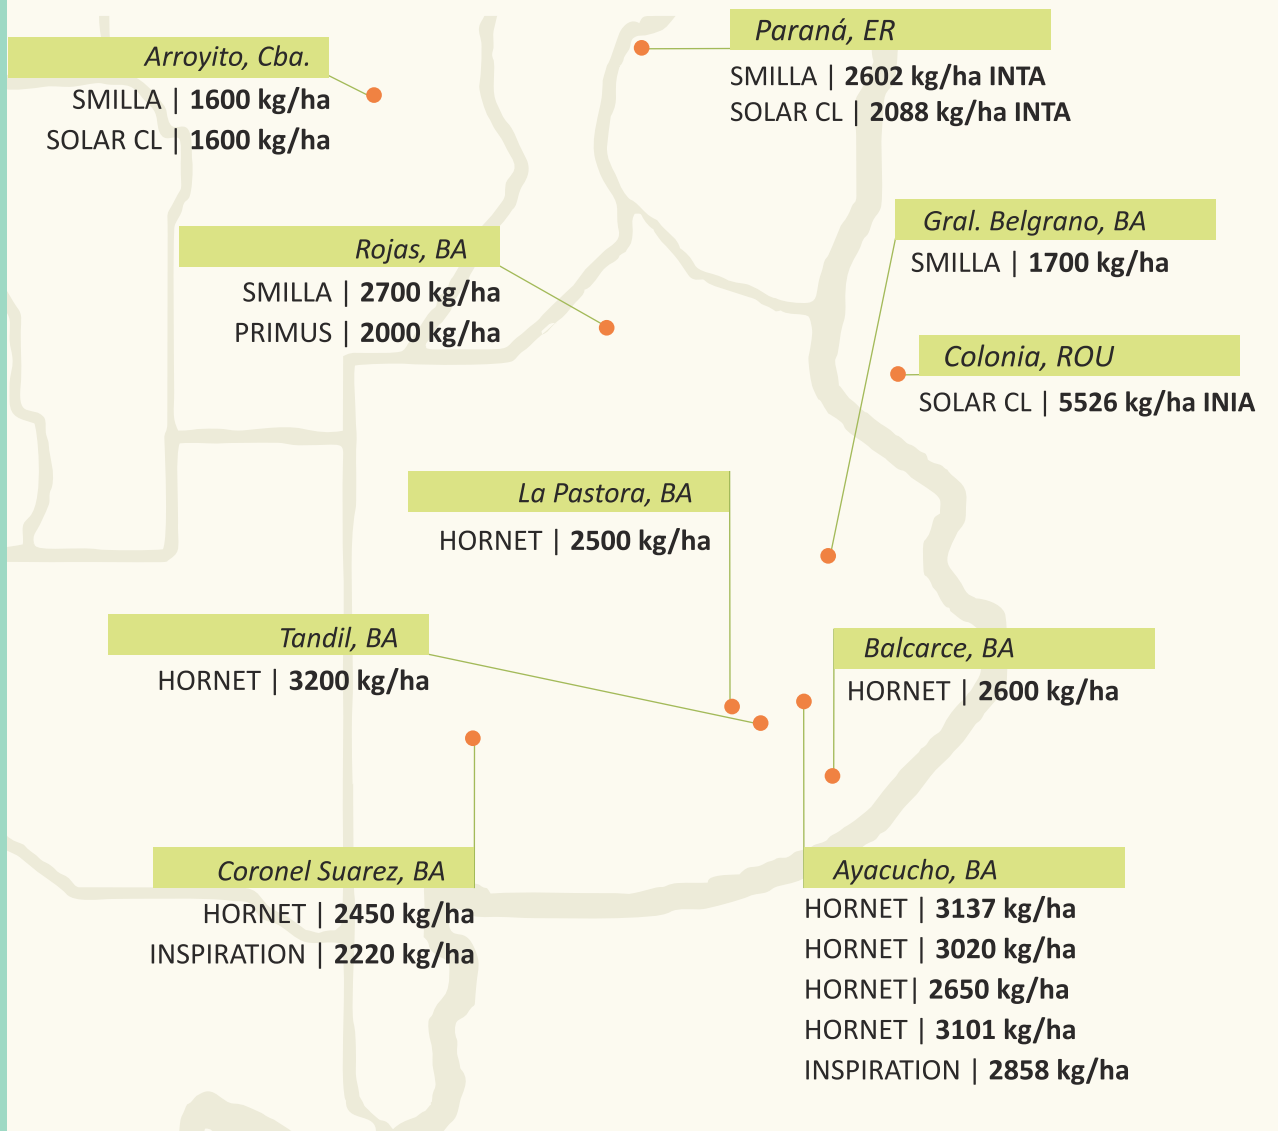 Arroyito, Cba.
SMILLA | 1600 kg/ha
SOLAR CL | 1600 kg/ha
Paraná, ER
SMILLA | 2602 kg/ha INTA
SOLAR CL | 2088 kg/ha INTA
Rojas, BA
SMILLA | 2700 kg/ha
PRIMUS | 2000 kg/ha
Gral. Belgrano, BA
SMILLA | 1700 kg/ha
Colonia, ROU
SOLAR CL | 5526 kg/ha INIA
La Pastora, BA
HORNET | 2500 kg/ha
Tandil, BA
HORNET | 3200 kg/ha
Balcarce, BA
HORNET | 2600 kg/ha
Coronel Suarez, BA
HORNET | 2450 kg/ha
INSPIRATION | 2220 kg/ha
Ayacucho, BA
HORNET | 3137 kg/ha
HORNET | 3020 kg/ha
HORNET| 2650 kg/ha
HORNET | 3101 kg/ha
INSPIRATION | 2858 kg/ha